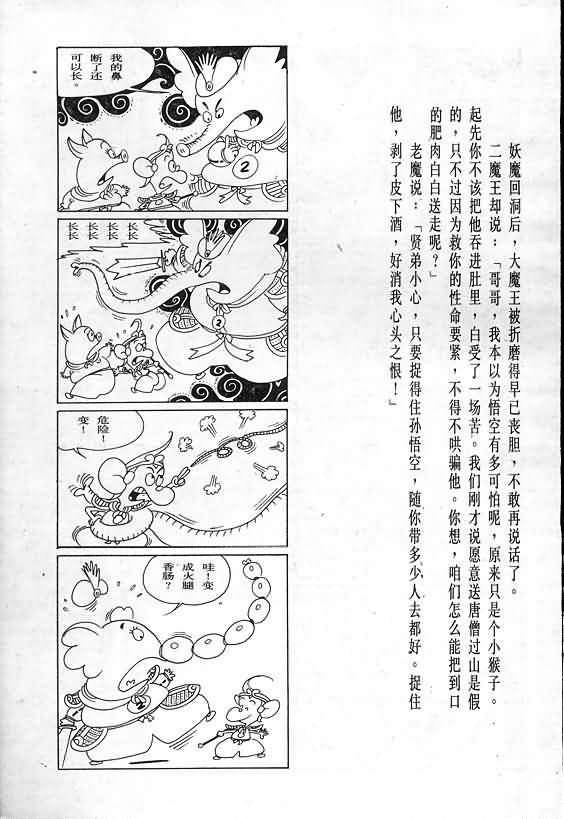 妖魔回洞后，大魔王被折磨得早已丧胆，不敢再说话了。
二魔王却说：「哥哥，我本以为悟空有多可怕呢，原来只是个小猴子。
起先你不该把他吞进肚里，白受了一场苦。我们刚才说愿意送唐僧过山是假
的，只不过因为救你的性命要紧，不得不哄骗他。你想，咱们怎么能把到口
的肥肉白白送走呢？」
老魔说：「贤弟小心，只要捉得住孙悟空，随你带多少人去都好。捉住
他，剥了皮下酒，好消我心头之恨！」
我的鼻
断了还
可以长。
2
长长
长长
长长
长长
2
危险！
变！
哇！变
成火腿
香肠？
2